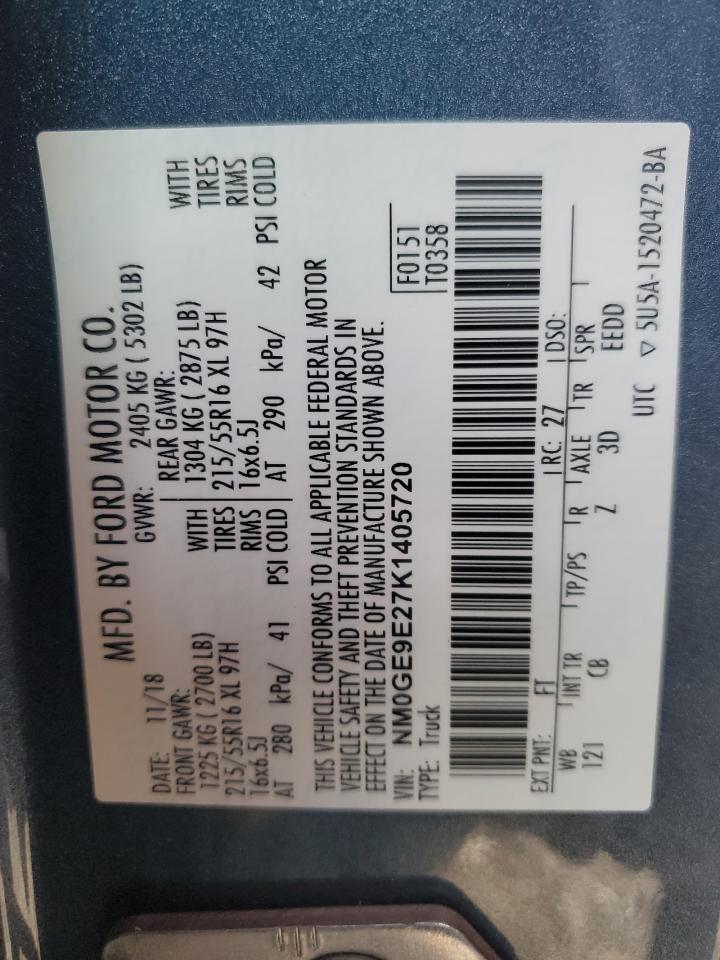 MFD. BY FORD MOTOR CO.
DATE: 11/18 GVWR: 2405 KG ( 5302 LB)
FRONT GAWR: REAR GAWR:
1225 KG ( 2700 LB) WITH 1304 KG ( 2875 LB) WITH
215/55R16 XL 97H TIRES 215/55R16 XL 97H TIRES
16x6.5J RIMS 16x6.5J RIMS
AT 280 kPa/ 41 PSI COLD AT 290 kPa/ 42 PSI COLD
THIS VEHICLE CONFORMS TO ALL APPLICABLE FEDERAL MOTOR
VEHICLE SAFETY AND THEFT PREVENTION STANDARDS IN
EFFECT ON THE DATE OF MANUFACTURE SHOWN ABOVE.
VIN: NM0GE9E27K1405720 F0151
TYPE: Truck T0358
EXT PNT: FT RC: 27 DSO:
WB INT TR TP/PS R AXLE TR SPR
121 CB Z 3D EEDD
UTC ▽ 5U5A-1520472-BA